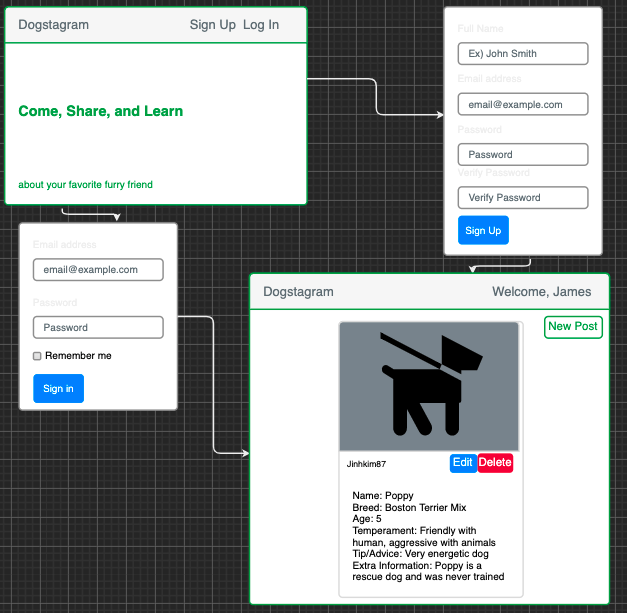 Dogstagram
Sign Up Log In
Come, Share, and Learn
about your favorite furry friend
Full Name
Ex) John Smith
Email address
email@example.com
Password
Password
Verify Password
Verify Password
Sign Up
Email address
email@example.com
Password
Password
Remember me
Sign in
Dogstagram
Welcome, James
New Post
Jinhkim87
Edit
Delete
Name: Poppy
Breed: Boston Terrier Mix
Age: 5
Temperament: Friendly with
human, aggressive with animals
Tip/Advice: Very energetic dog
Extra Information: Poppy is a
rescue dog and was never trained